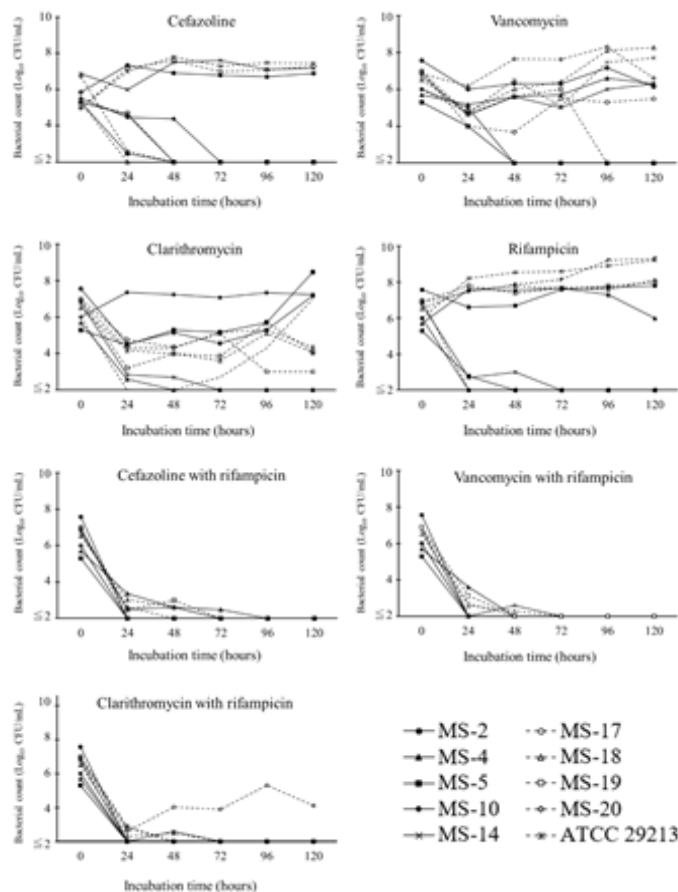 Cefazoline
Bacterial count (Log₁₀ CFU/mL)
10
8
6
4
≦2
0 24 48 72 96 120
Incubation time (hours)
Vancomycin
Bacterial count (Log₁₀ CFU/mL)
10
8
6
4
≦2
0 24 48 72 96 120
Incubation time (hours)
Clarithromycin
Bacterial count (Log₁₀ CFU/mL)
10
8
6
4
≦2
0 24 48 72 96 120
Incubation time (hours)
Rifampicin
Bacterial count (Log₁₀ CFU/mL)
10
8
6
4
≦2
0 24 48 72 96 120
Incubation time (hours)
Cefazoline with rifampicin
Bacterial count (Log₁₀ CFU/mL)
10
8
6
4
≦2
0 24 48 72 96 120
Incubation time (hours)
Vancomycin with rifampicin
Bacterial count (Log₁₀ CFU/mL)
10
8
6
4
≦2
0 24 48 72 96 120
Incubation time (hours)
Clarithromycin with rifampicin
Bacterial count (Log₁₀ CFU/mL)
10
8
6
4
≦2
0 24 48 72 96 120
Incubation time (hours)
MS-2
MS-4
MS-5
MS-10
MS-14
MS-17
MS-18
MS-19
MS-20
ATCC 29213